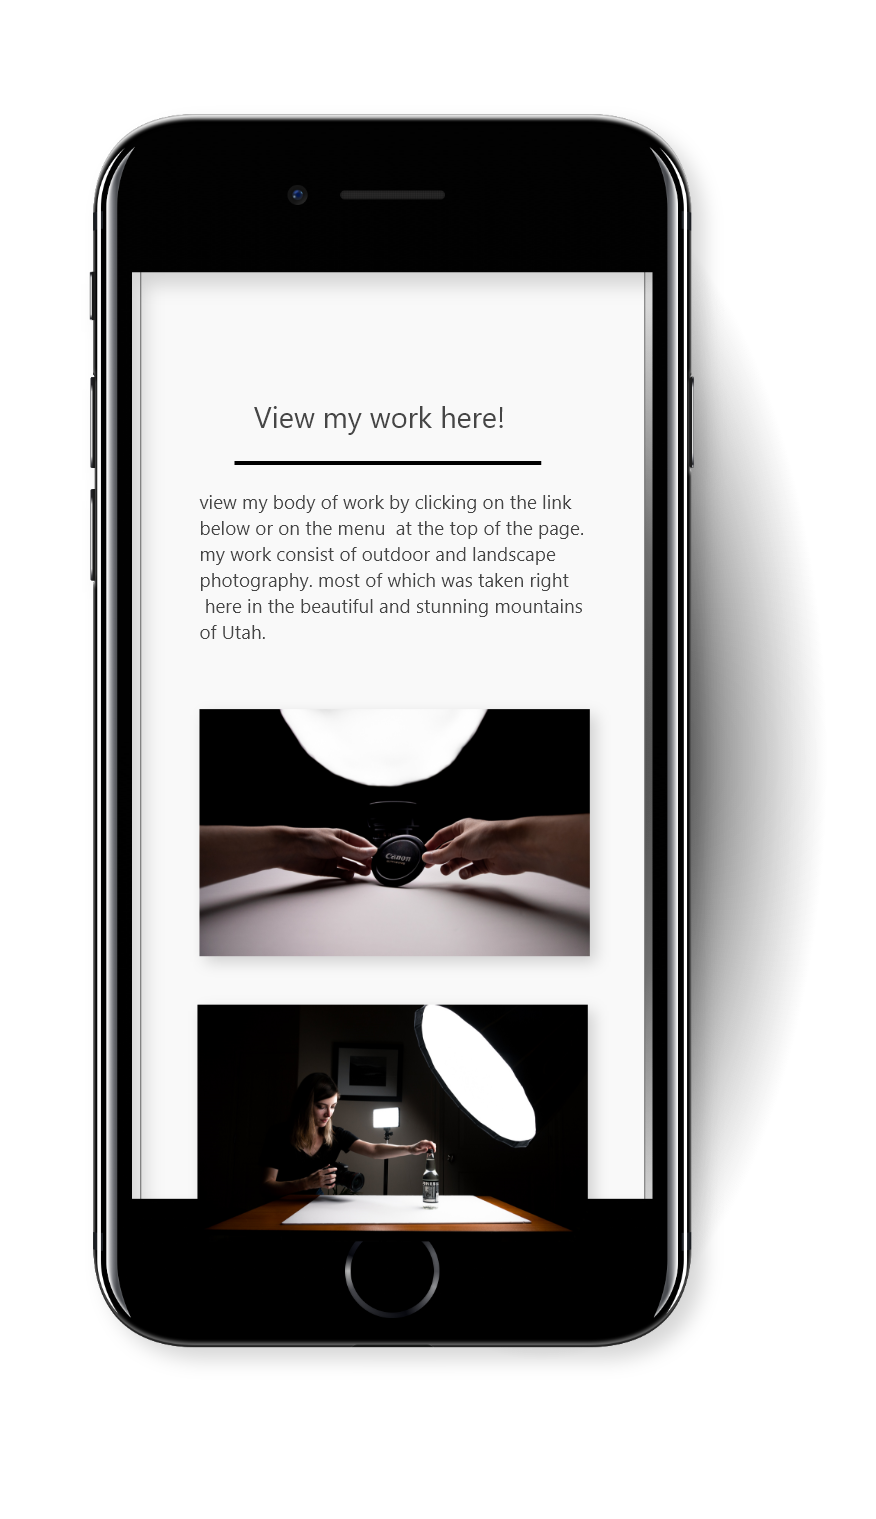 View my work here!
view my body of work by clicking on the link
below or on the menu at the top of the page.
my work consist of outdoor and landscape
photography. most of which was taken right
here in the beautiful and stunning mountains
of Utah.
Canon